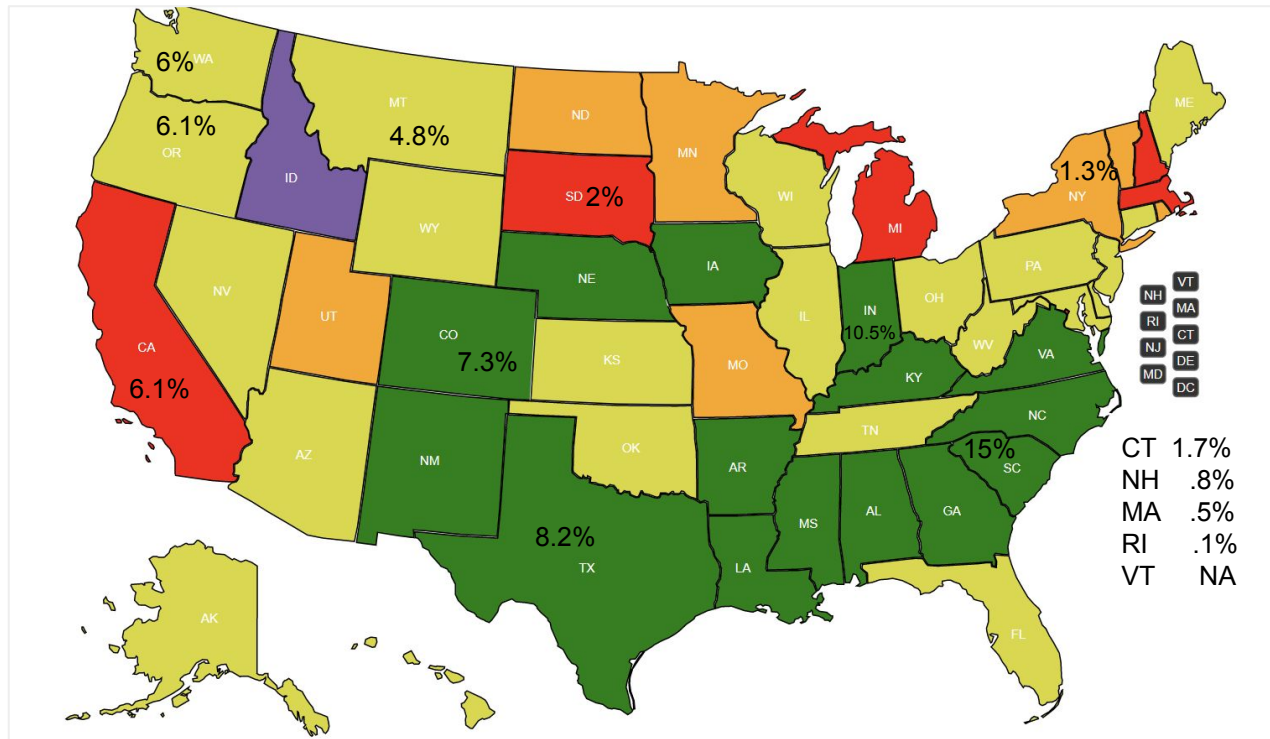 WA
6%
MT
4.8%
ND
MN
ME
6.1%
OR
ID
SD 2%
WI
1.3%
NY
WY
MI
NV
UT
NE
IA
PA
CA
6.1%
CO
7.3%
KS
MO
IL
IN
10.5%
OH
WV
VA
KY
NC
VT
NH
MA
RI
CT
NJ
DE
MD
DC
AZ
NM
OK
AR
TN
15%
SC
MS
AL
GA
8.2%
TX
LA
FL
AK
CT 1.7%
NH .8%
MA .5%
RI .1%
VT NA